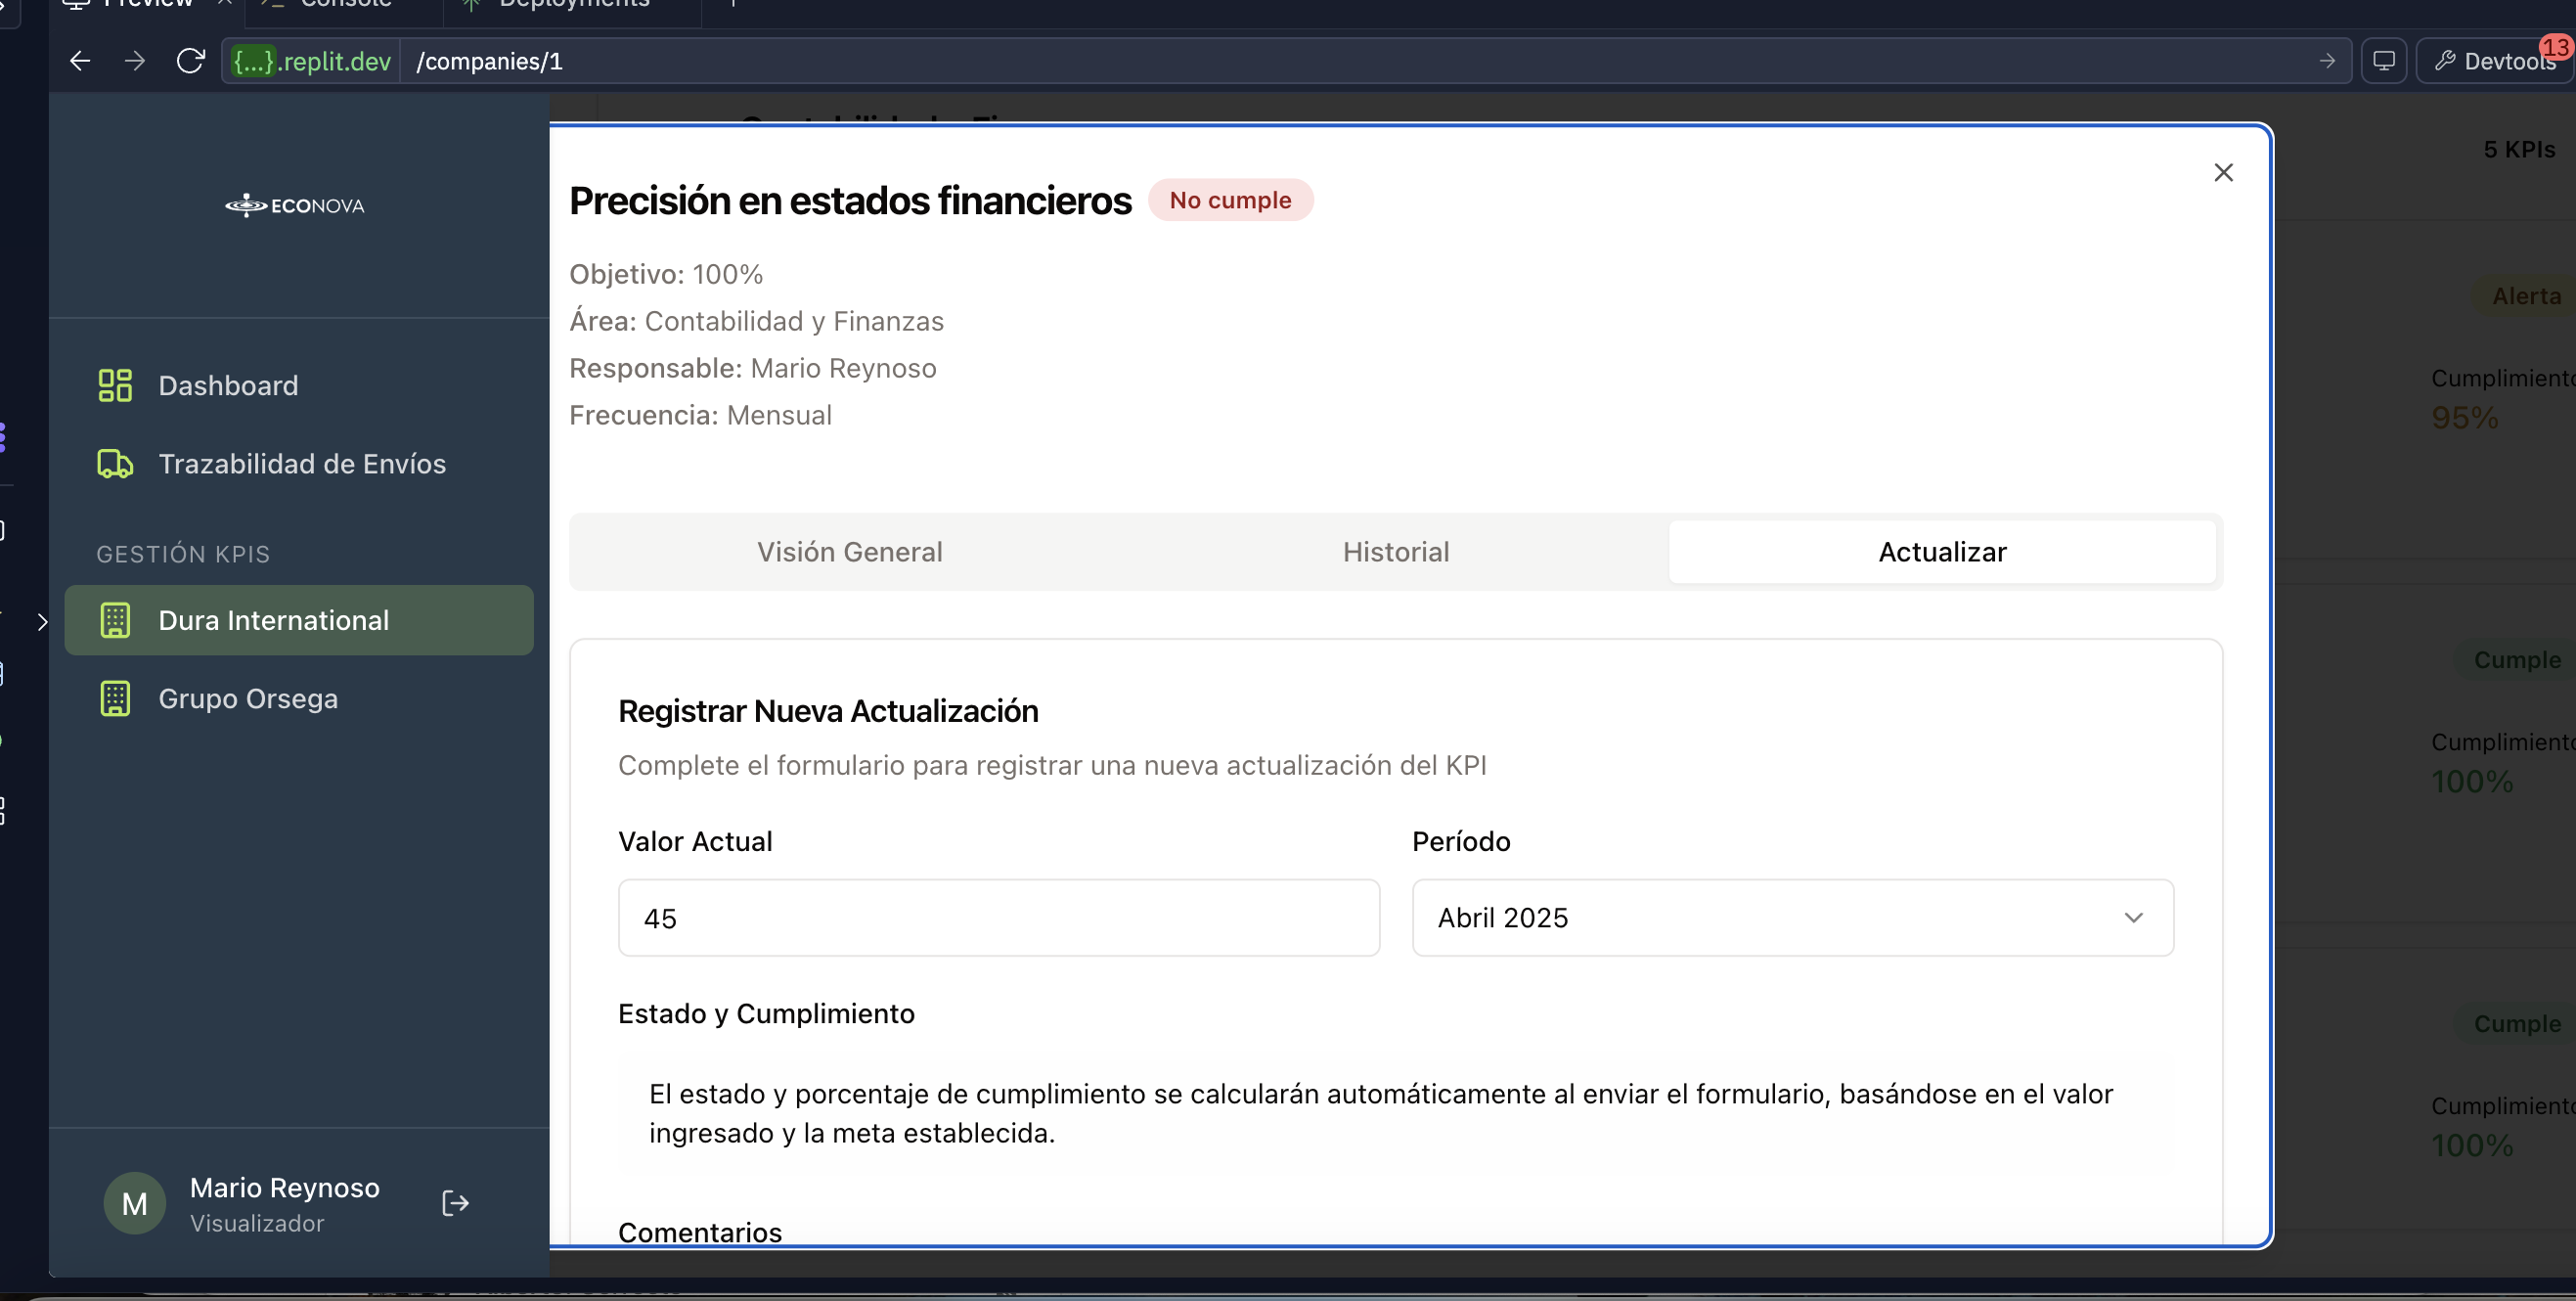 Preview
Console
Deployments
{...}.replit.dev
/companies/1
Devtools
13
ECONOVA
Dashboard
Trazabilidad de Envíos
GESTIÓN KPIS
Dura International
Grupo Orsega
M
Mario Reynoso
Visualizador
5 KPIs
Precisión en estados financieros
No cumple
Objetivo: 100%
Área: Contabilidad y Finanzas
Responsable: Mario Reynoso
Frecuencia: Mensual
Visión General
Historial
Actualizar
Registrar Nueva Actualización
Complete el formulario para registrar una nueva actualización del KPI
Valor Actual
Período
45
Abril 2025
Estado y Cumplimiento
El estado y porcentaje de cumplimiento se calcularán automáticamente al enviar el formulario, basándose en el valor
ingresado y la meta establecida.
Comentarios
Alerta
Cumplimiento
95%
Cumple
Cumplimiento
100%
Cumple
Cumplimiento
100%